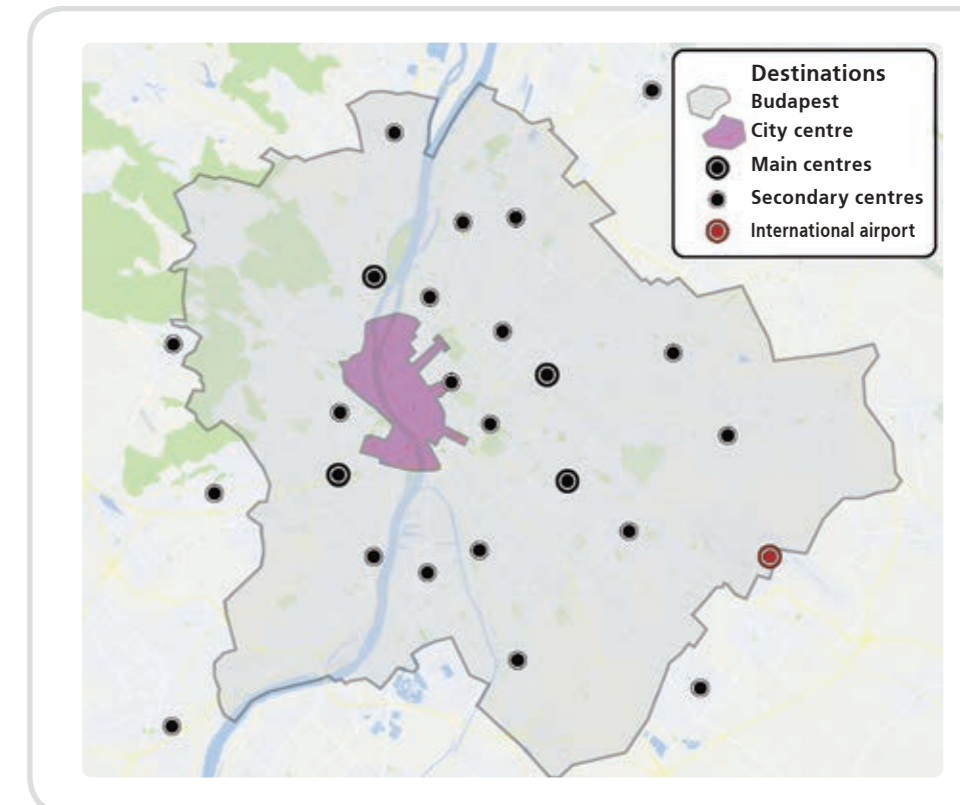 Destinations
Budapest
City centre
Main centres
Secondary centres
International airport